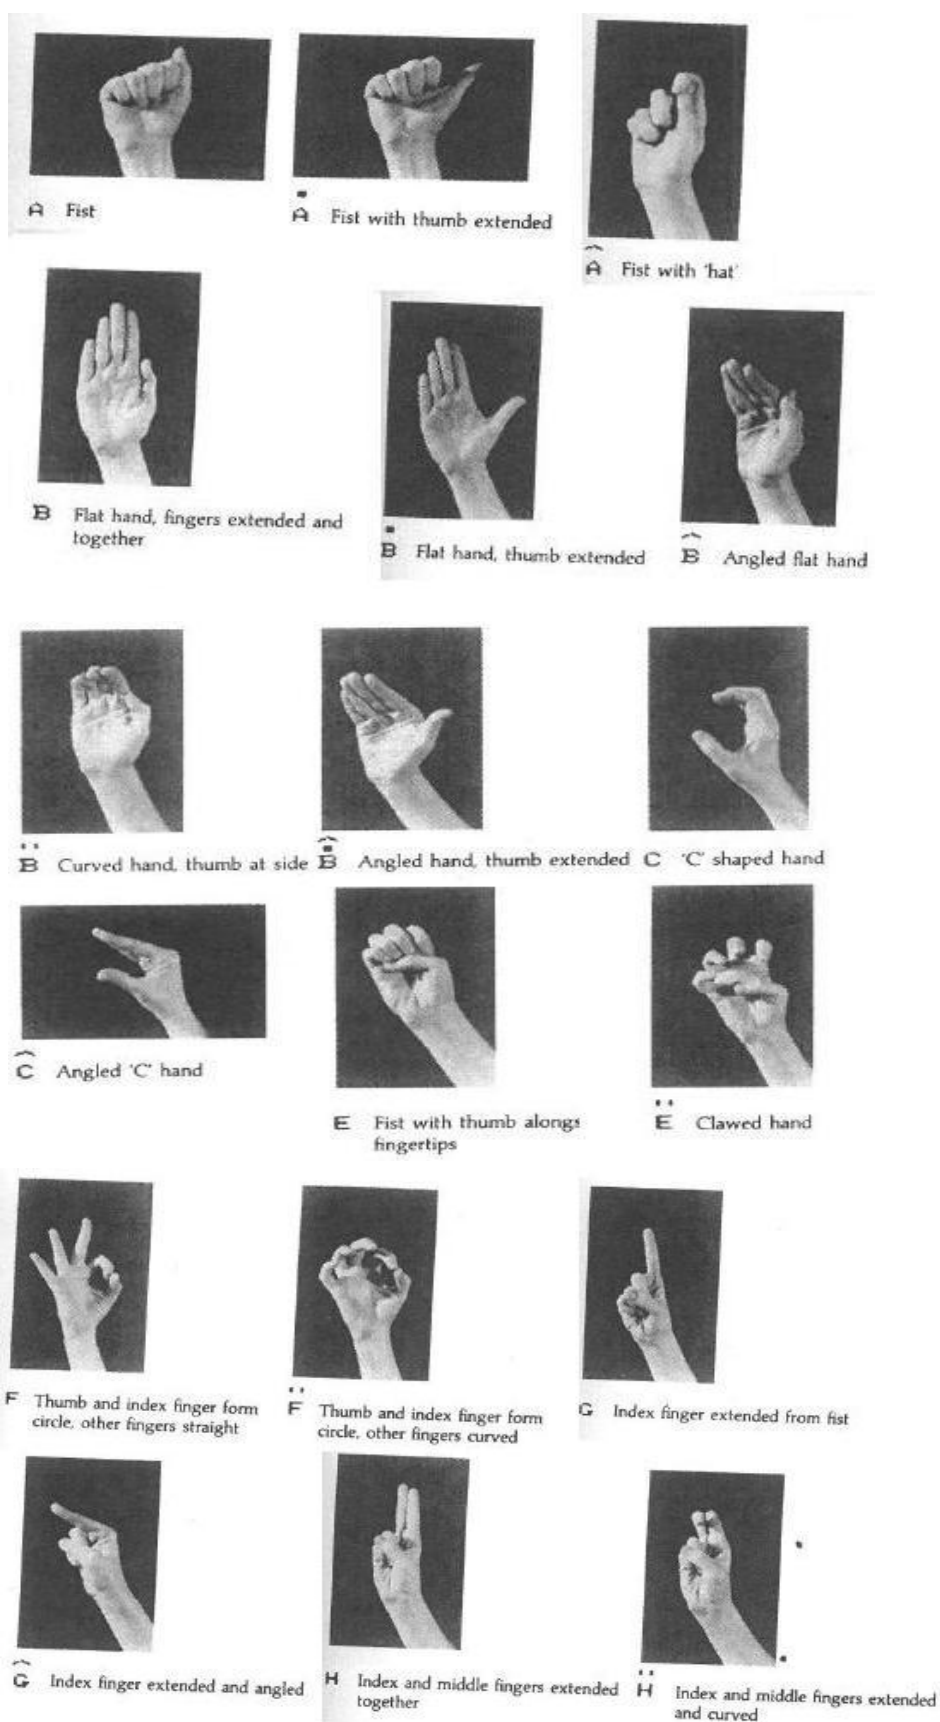 A Fist
Ȧ Fist with thumb extended
Â Fist with 'hat'
B Flat hand, fingers extended and
together
Ḃ Flat hand, thumb extended
B̂ Angled flat hand
B̈ Curved hand, thumb at side
B̂̇ Angled hand, thumb extended
C 'C' shaped hand
Ĉ Angled 'C' hand
E Fist with thumb alongs
fingertips
Ë Clawed hand
F Thumb and index finger form
circle, other fingers straight
F̈ Thumb and index finger form
circle, other fingers curved
G Index finger extended from fist
Ĝ Index finger extended and angled
H Index and middle fingers extended
together
Ḧ Index and middle fingers extended
and curved